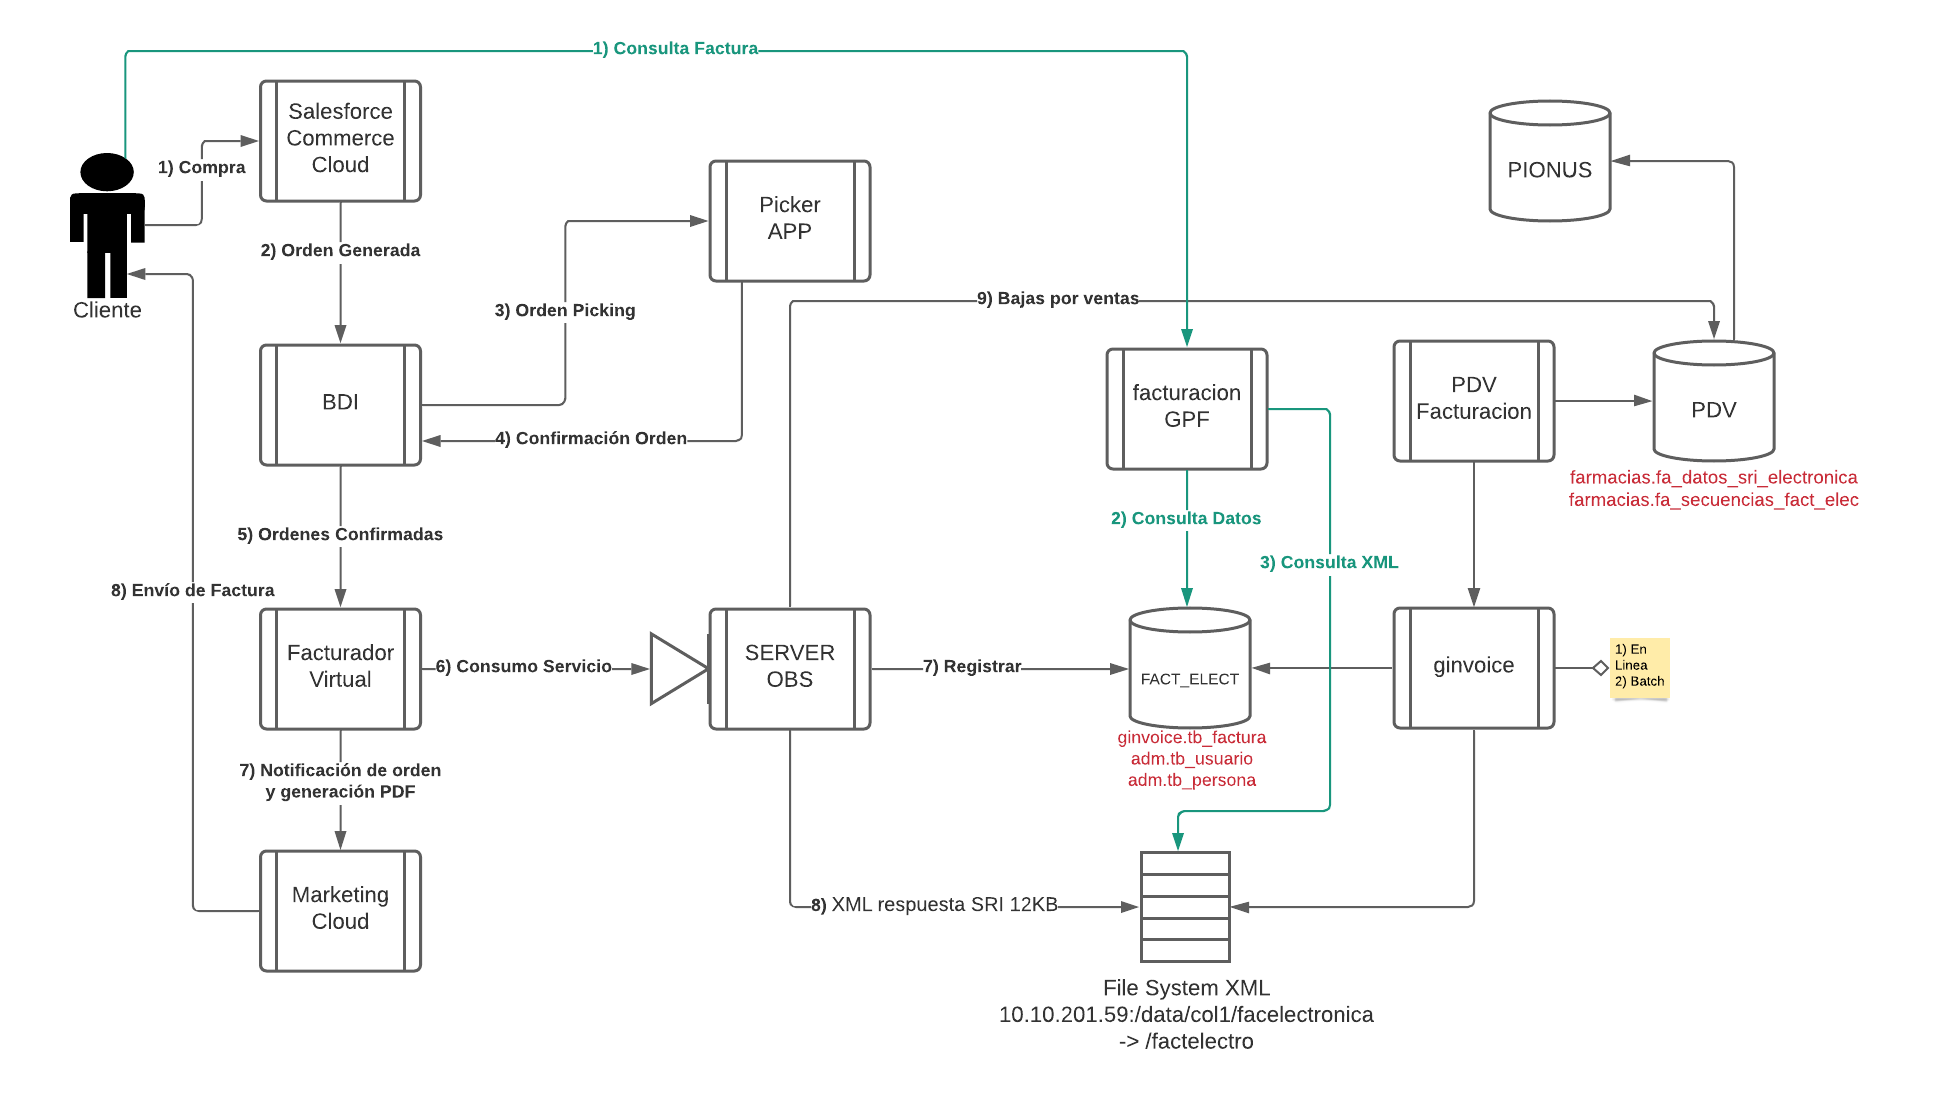 1) Consulta Factura
Salesforce
Commerce
Cloud
1) Compra
Cliente
2) Orden Generada
Picker
APP
PIONUS
3) Orden Picking
9) Bajas por ventas
BDI
4) Confirmación Orden
facturacion
GPF
PDV
Facturacion
PDV
farmacias.fa_datos_sri_electronica
farmacias.fa_secuencias_fact_elec
5) Ordenes Confirmadas
2) Consulta Datos
3) Consulta XML
8) Envío de Factura
Facturador
Virtual
6) Consumo Servicio
SERVER
OBS
7) Registrar
FACT_ELECT
ginvoice
1) En
Linea
2) Batch
ginvoice.tb_factura
adm.tb_usuario
adm.tb_persona
7) Notificación de orden
y generación PDF
Marketing
Cloud
8) XML respuesta SRI 12KB
File System XML
10.10.201.59:/data/col1/facelectronica
-> /factelectro